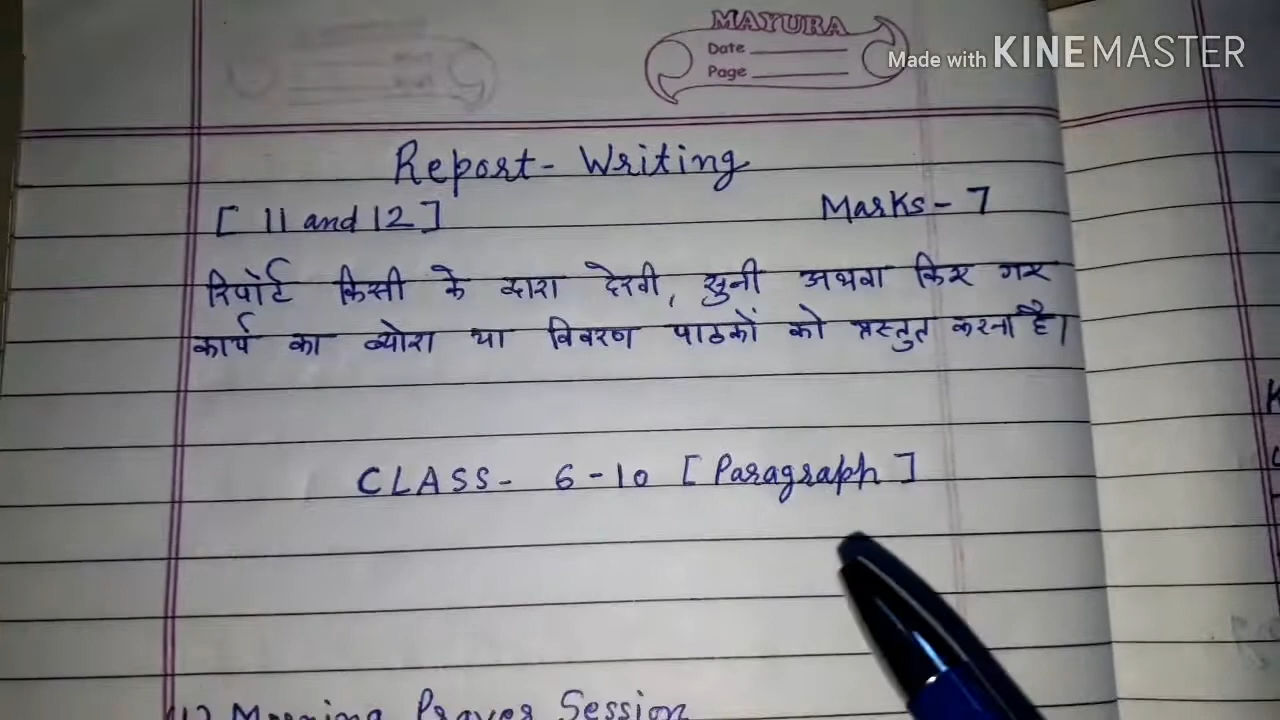 MAYURA
Date
Page
Made with KINEMASTER
Report - Writing
[ 11 and 12 ] Marks - 7
रिपोर्ट किसी के द्वारा देखी, सुनी अथवा किए गए
कार्य का ब्योरा या विवरण पाठकों को प्रस्तुत करना है।
CLASS - 6 - 10 [ Paragraph ]
Morning Prayer Session